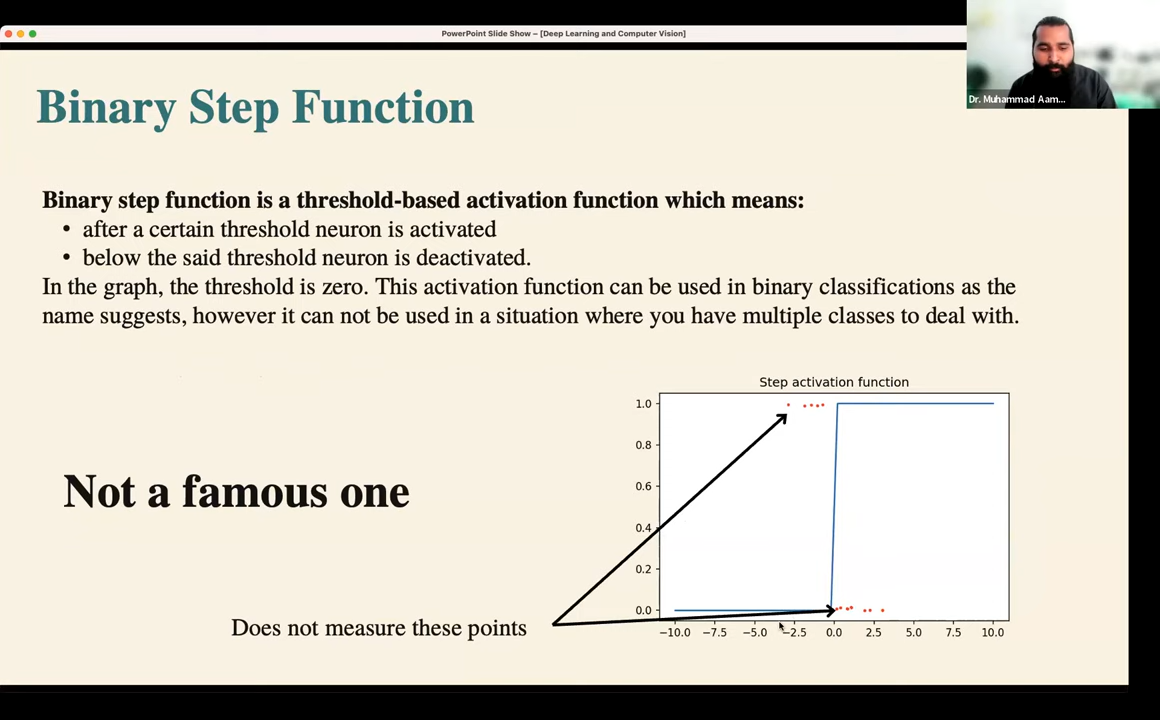 PowerPoint Slide Show – [Deep Learning and Computer Vision]
Dr. Muhammad Aam...
Binary Step Function
Binary step function is a threshold-based activation function which means:
• after a certain threshold neuron is activated
• below the said threshold neuron is deactivated.
In the graph, the threshold is zero. This activation function can be used in binary classifications as the
name suggests, however it can not be used in a situation where you have multiple classes to deal with.
Step activation function
1.0
0.8
0.6
0.4
0.2
0.0
−10.0 −7.5 −5.0 −2.5 0.0 2.5 5.0 7.5 10.0
Not a famous one
Does not measure these points